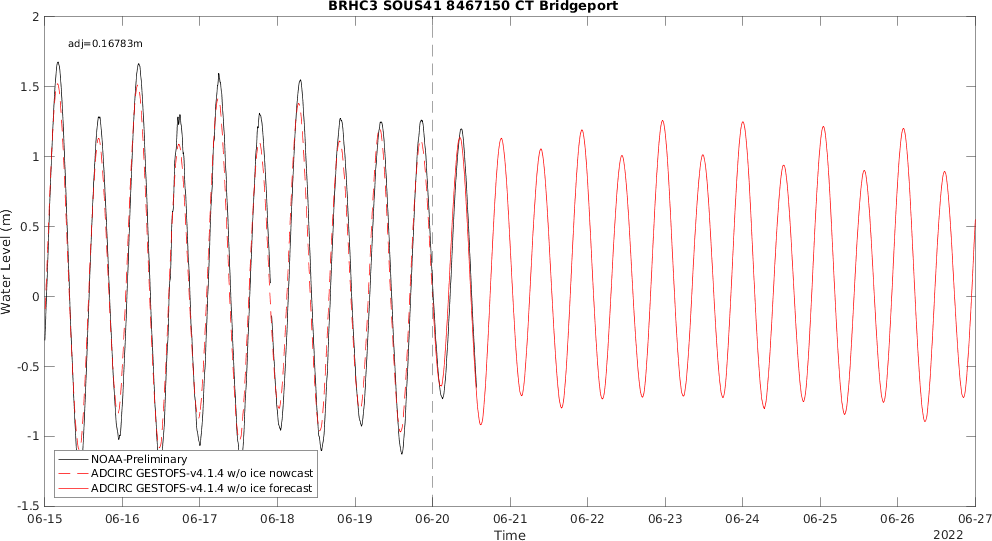 BRHC3 SOUS41 8467150 CT Bridgeport
adj=0.16783m
2
1.5
1
0.5
0
-0.5
-1
-1.5
Water Level (m)
NOAA-Preliminary
ADCIRC GESTOFS-v4.1.4 w/o ice nowcast
ADCIRC GESTOFS-v4.1.4 w/o ice forecast
06-15 06-16 06-17 06-18 06-19 06-20 06-21 06-22 06-23 06-24 06-25 06-26 06-27
Time
2022